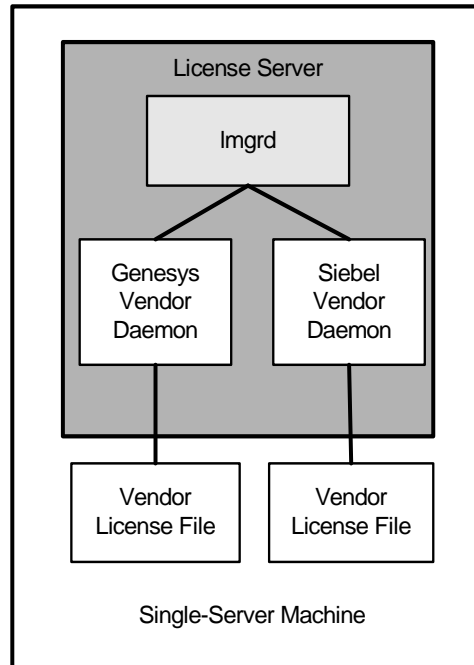 License Server
lmgrd
Genesys
Vendor
Daemon
Siebel
Vendor
Daemon
Vendor
License File
Vendor
License File
Single-Server Machine